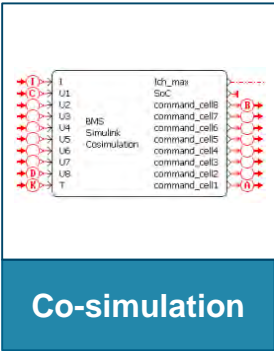 I I Ich_max
C U1 SoC
U2 command_cell8 B
U3 command_cell7
U4 BMS command_cell6
U5 Simulink command_cell5
U6 Cosimulation command_cell4
U7 command_cell3
D U8 command_cell2
K T command_cell1 A
Co-simulation